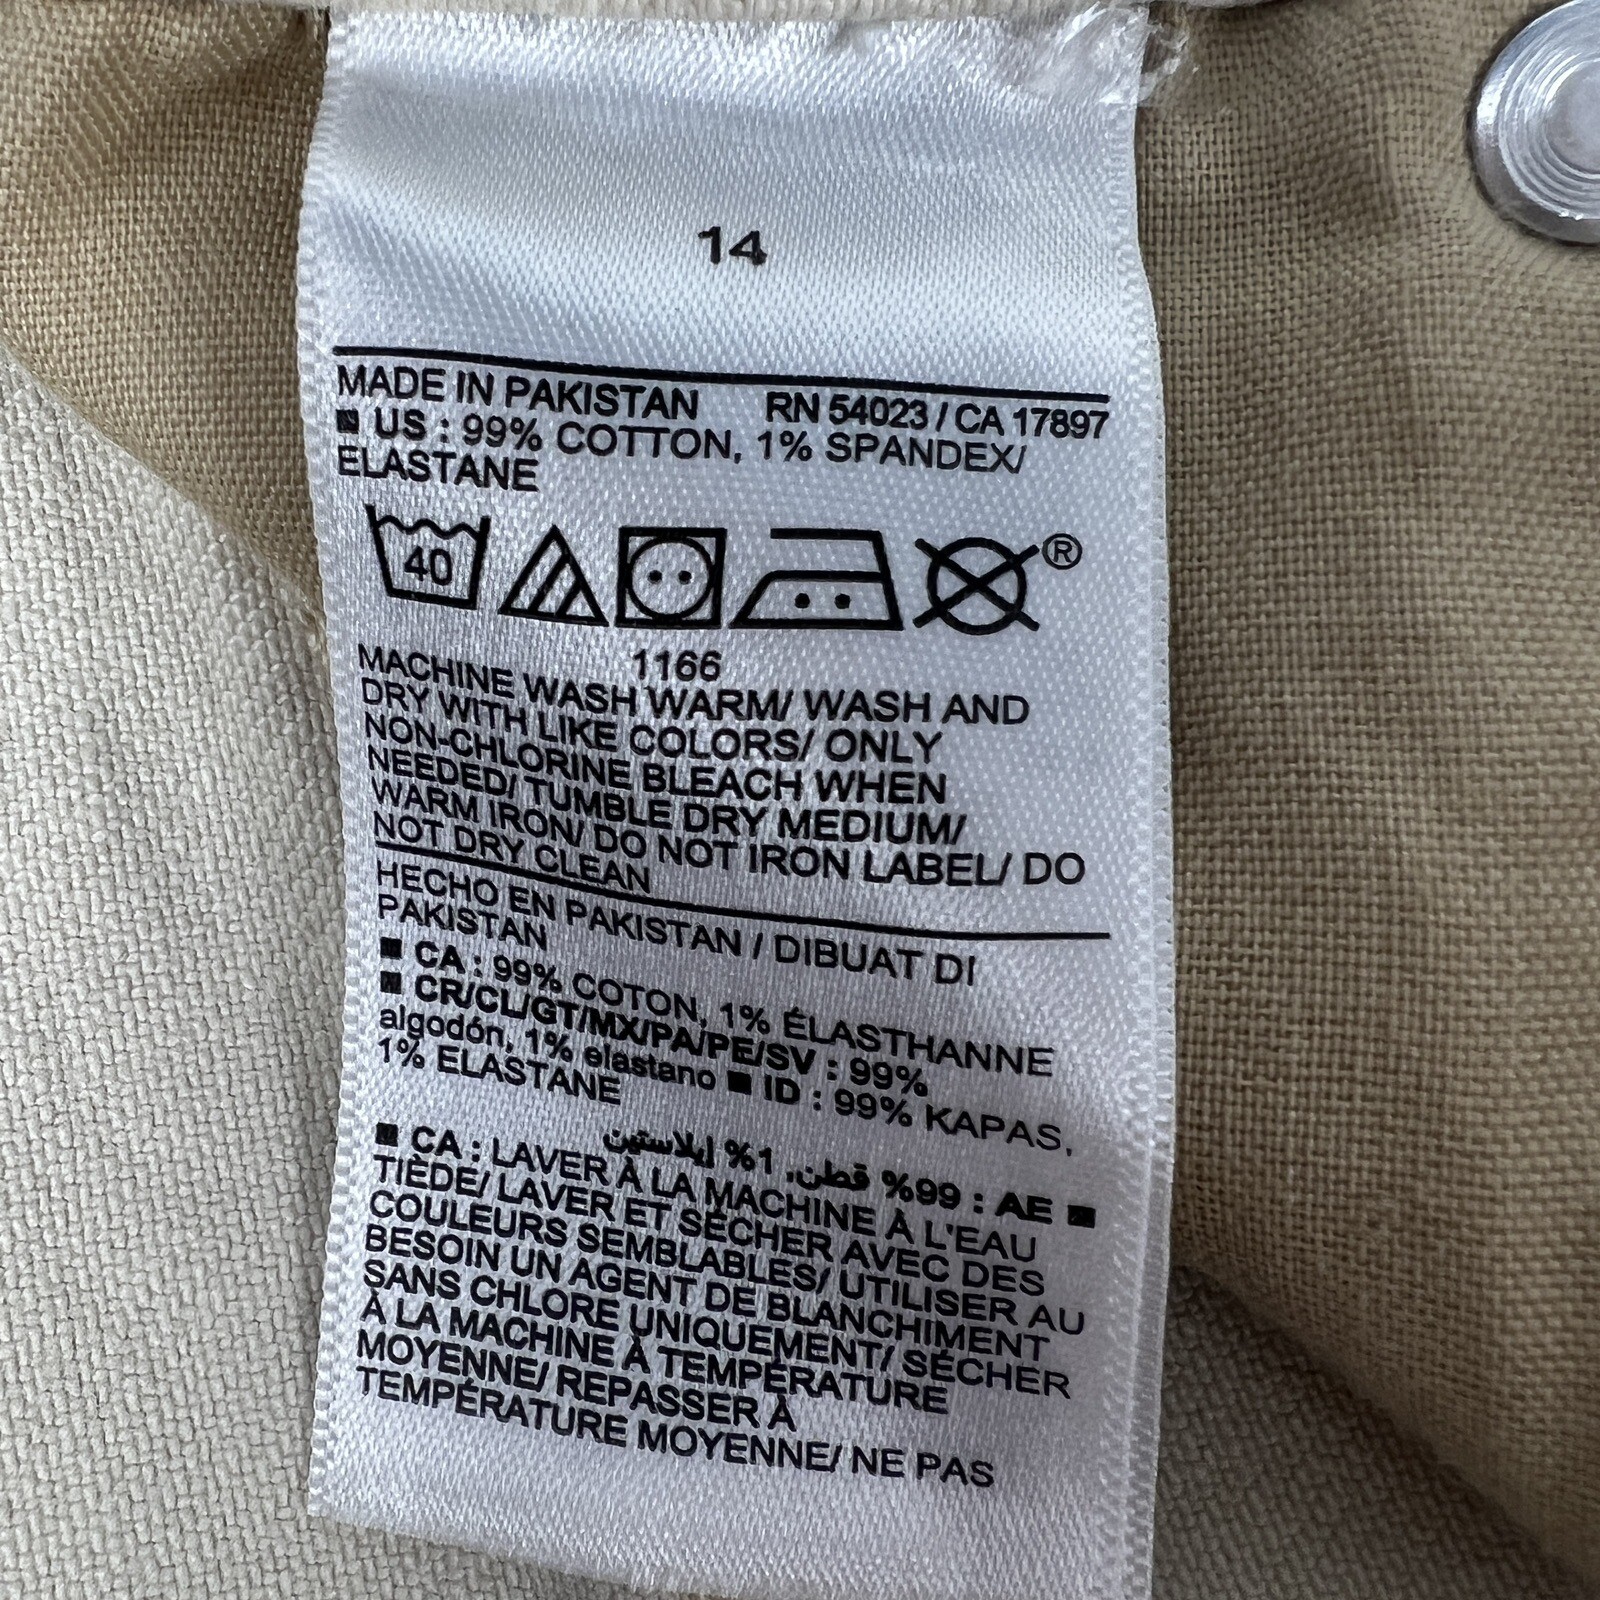 14
MADE IN PAKISTAN RN 54023 / CA 17897
■ US : 99% COTTON, 1% SPANDEX/
ELASTANE
40 ®
1166
MACHINE WASH WARM/ WASH AND
DRY WITH LIKE COLORS/ ONLY
NON-CHLORINE BLEACH WHEN
NEEDED/ TUMBLE DRY MEDIUM/
WARM IRON/ DO NOT IRON LABEL/ DO
NOT DRY CLEAN
HECHO EN PAKISTAN / DIBUAT DI
PAKISTAN
■ CA : 99% COTON, 1% ÉLASTHANNE
■ CR/CL/GT/MX/PA/PE/SV : 99%
algodón, 1% elastano ■ ID : 99% KAPAS,
1% ELASTANE
■ AE : 99% قطن, 1% إيلاستين
■ CA : LAVER À LA MACHINE À L'EAU
TIÈDE/ LAVER ET SÉCHER AVEC DES
COULEURS SEMBLABLES/ UTILISER AU
BESOIN UN AGENT DE BLANCHIMENT
SANS CHLORE UNIQUEMENT/ SÉCHER
À LA MACHINE À TEMPÉRATURE
MOYENNE/ REPASSER À
TEMPÉRATURE MOYENNE/ NE PAS